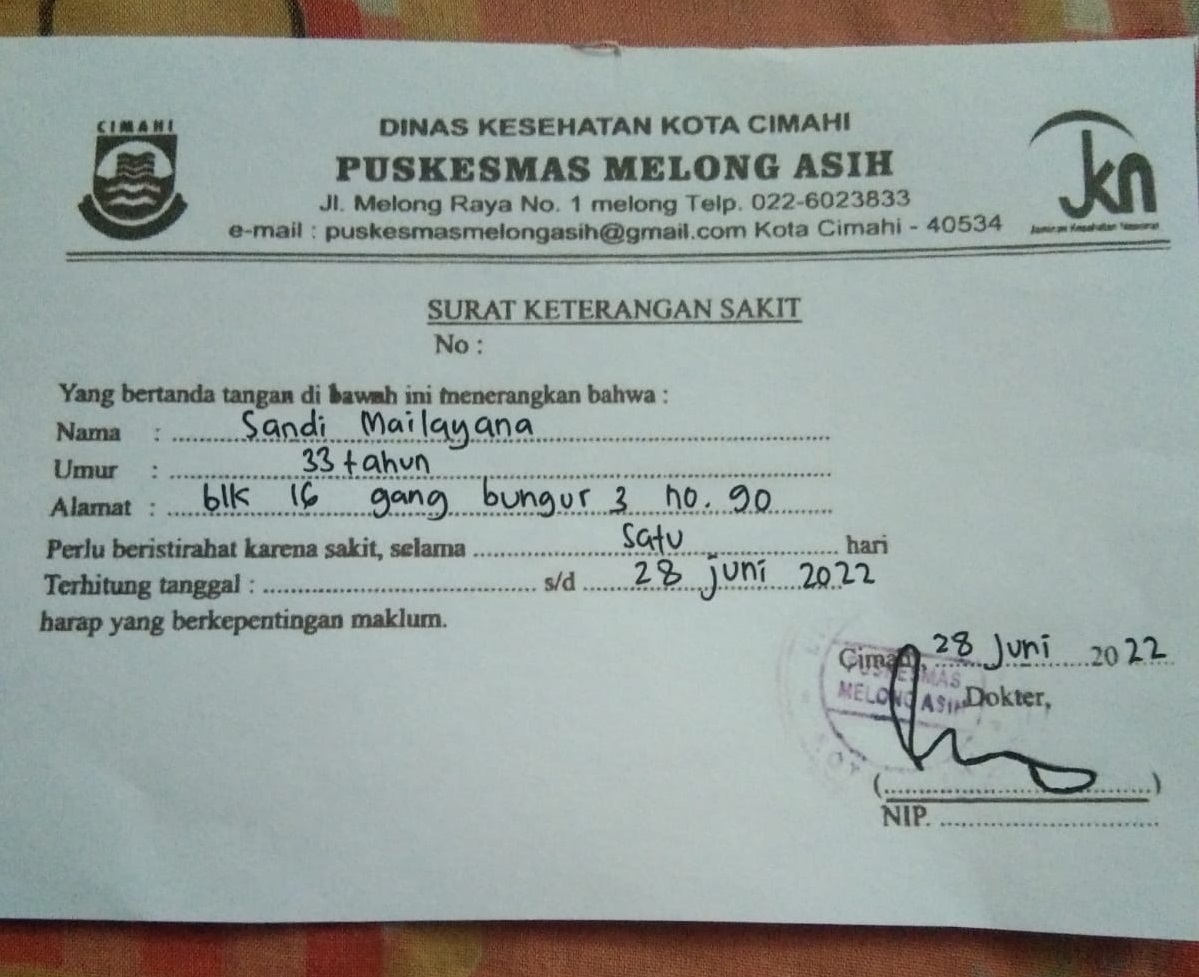 CIMAHI
DINAS KESEHATAN KOTA CIMAHI
PUSKESMAS MELONG ASIH
Jl. Melong Raya No. 1 melong Telp. 022-6023833
e-mail : puskesmasmelongasih@gmail.com Kota Cimahi - 40534
jkn
Jaminan Kesehatan Nasional
SURAT KETERANGAN SAKIT
No :
Yang bertanda tangan di bawah ini menerangkan bahwa :
Nama : Sandi Mailayana
Umur : 33 tahun
Alamat : blk 16 gang bungur 3 no. 90
Perlu beristirahat karena sakit, selama satu hari
Terhitung tanggal : ........ s/d 28 juni 2022
harap yang berkepentingan maklum.
Cimahi, 28 Juni 2022
PUSKESMAS
MELONG ASIH
Dokter,
(........)
NIP. ........